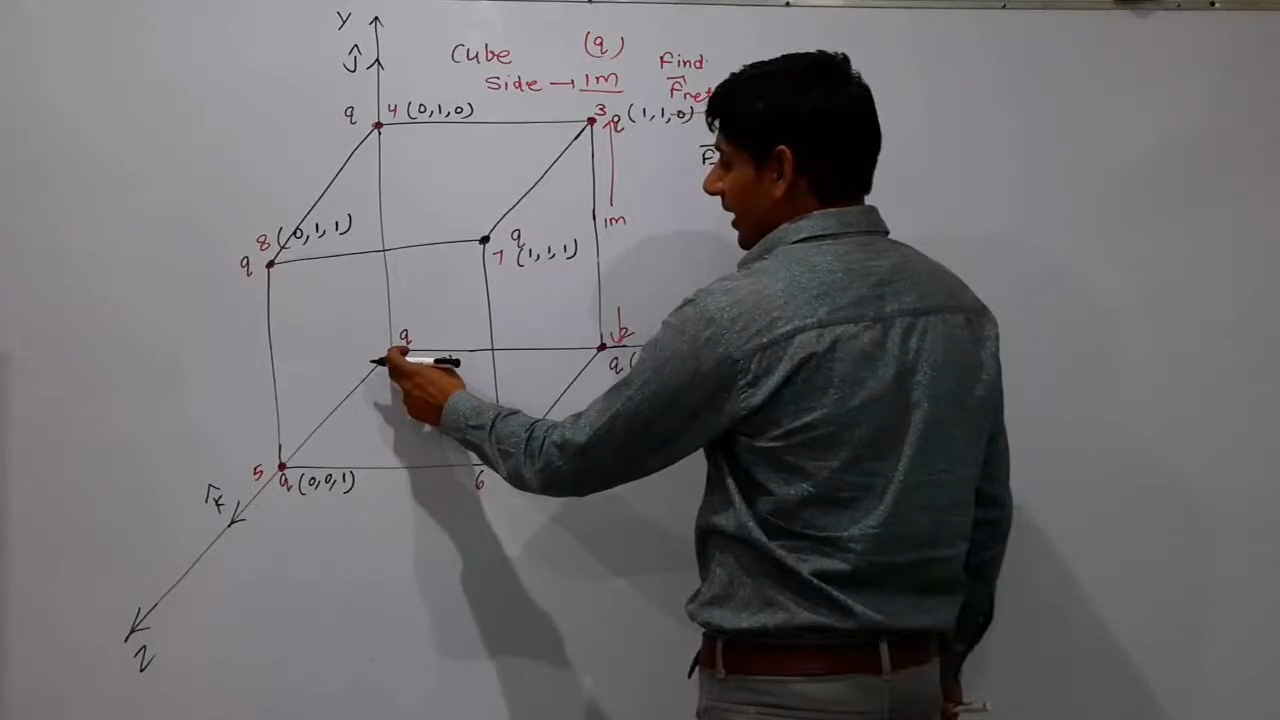 Y
ĵ
Cube (q)
Side → 1m
Find
F⃗net
q 4 (0,1,0)
3 q (1,1,0)
F
1m
8 (0,1,1)
q
q
7 (1,1,1)
q
2
q (
5 q (0,0,1)
6
k̂
Z